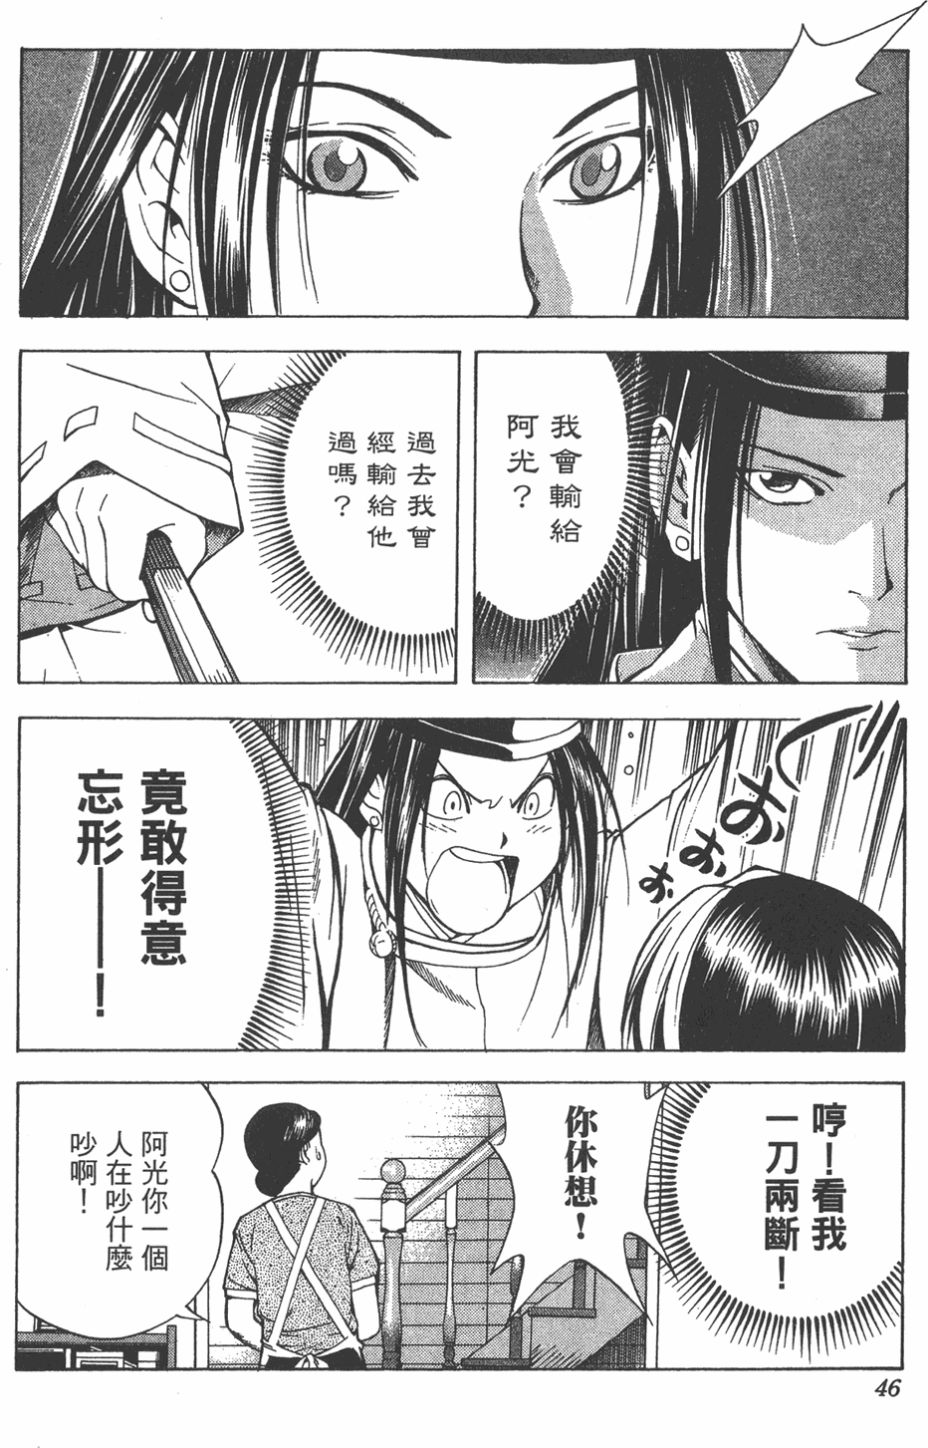 我會輸給
阿光？
過去我曾
經輸給他
過嗎？
お
お
お
竟敢得意
忘形——！
哼！看我
一刀兩斷！
你休想！
阿光你一個
人在吵什麼
吵啊！
46